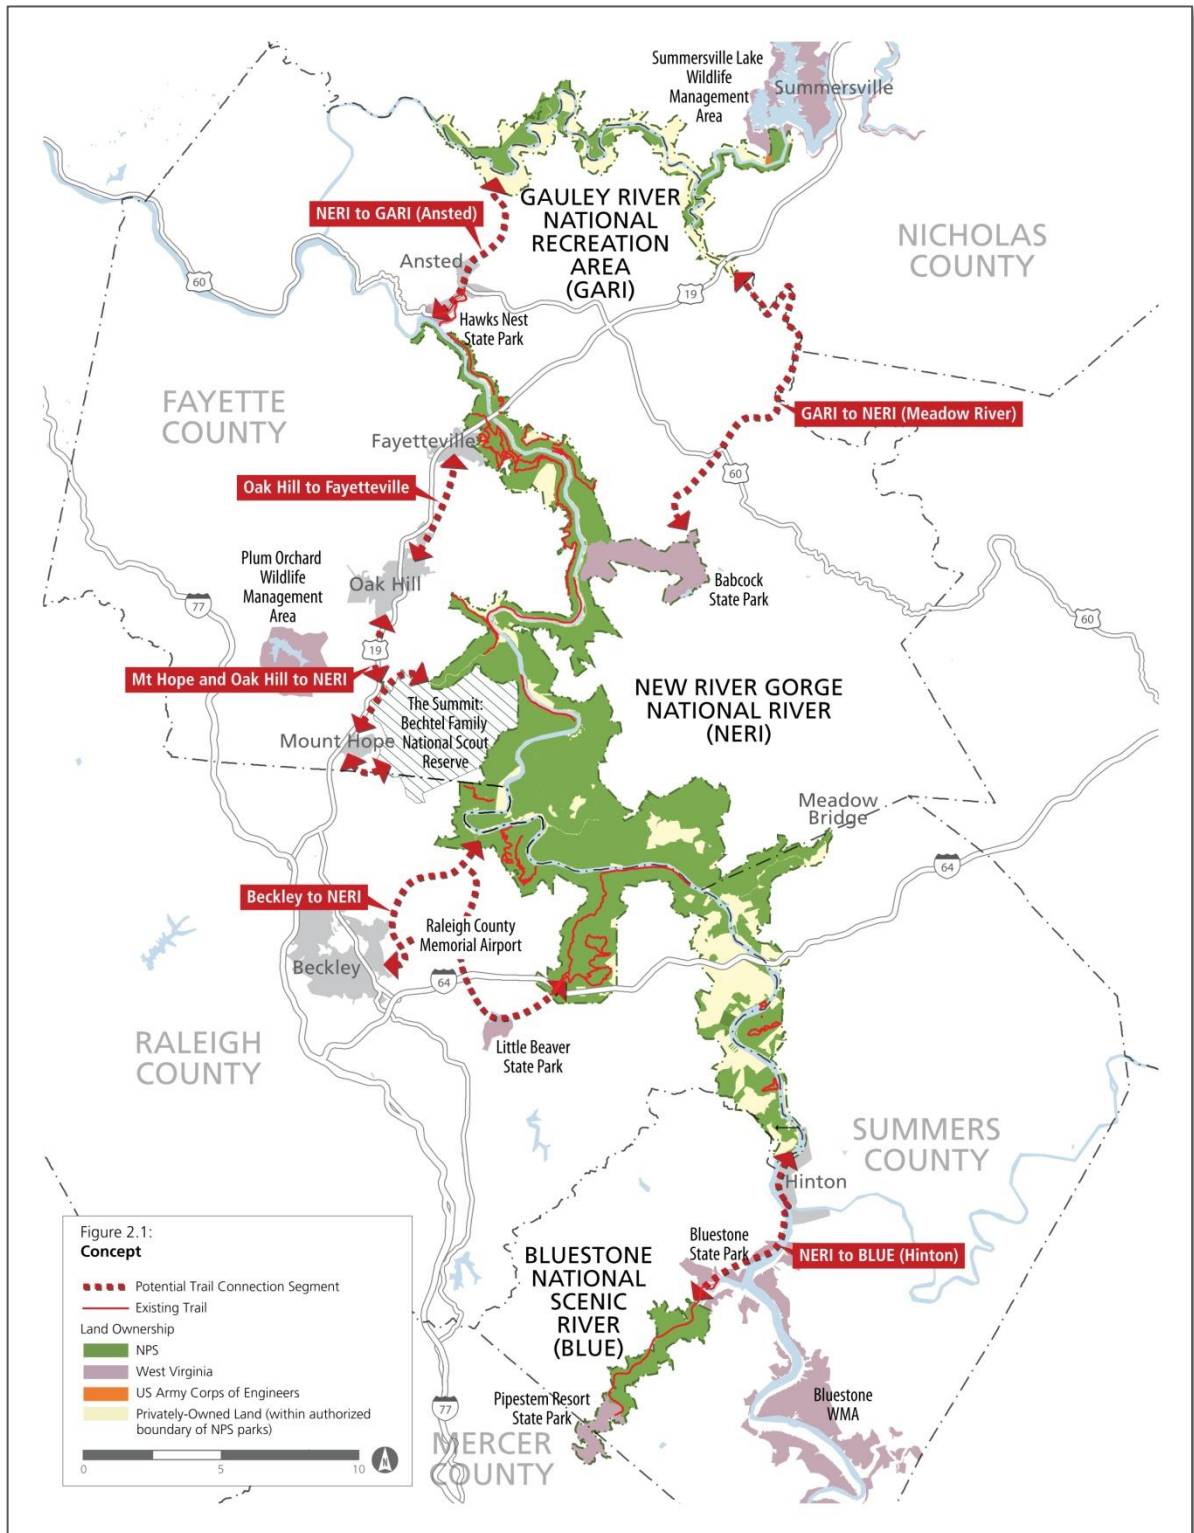 Summersville Lake
Wildlife
Management
Area
Summersville
NERI to GARI (Ansted)
GAULEY RIVER
NATIONAL
RECREATION
AREA
(GARI)
NICHOLAS
COUNTY
Ansted
60
19
Hawks Nest
State Park
FAYETTE
COUNTY
GARI to NERI (Meadow River)
Fayetteville
60
Oak Hill to Fayetteville
Plum Orchard
Wildlife
Management
Area
Oak Hill
Babcock
State Park
77
60
19
Mt Hope and Oak Hill to NERI
NEW RIVER GORGE
NATIONAL RIVER
(NERI)
The Summit:
Bechtel Family
National Scout
Reserve
Mount Hope
Meadow
Bridge
64
Beckley to NERI
Raleigh County
Memorial Airport
Beckley
64
RALEIGH
COUNTY
Little Beaver
State Park
SUMMERS
COUNTY
Hinton
Bluestone
State Park
NERI to BLUE (Hinton)
BLUESTONE
NATIONAL
SCENIC
RIVER
(BLUE)
Pipestem Resort
State Park
Bluestone
WMA
77
MERCER
COUNTY
Figure 2.1:
Concept
Potential Trail Connection Segment
Existing Trail
Land Ownership
NPS
West Virginia
US Army Corps of Engineers
Privately-Owned Land (within authorized
boundary of NPS parks)
0 5 10
N